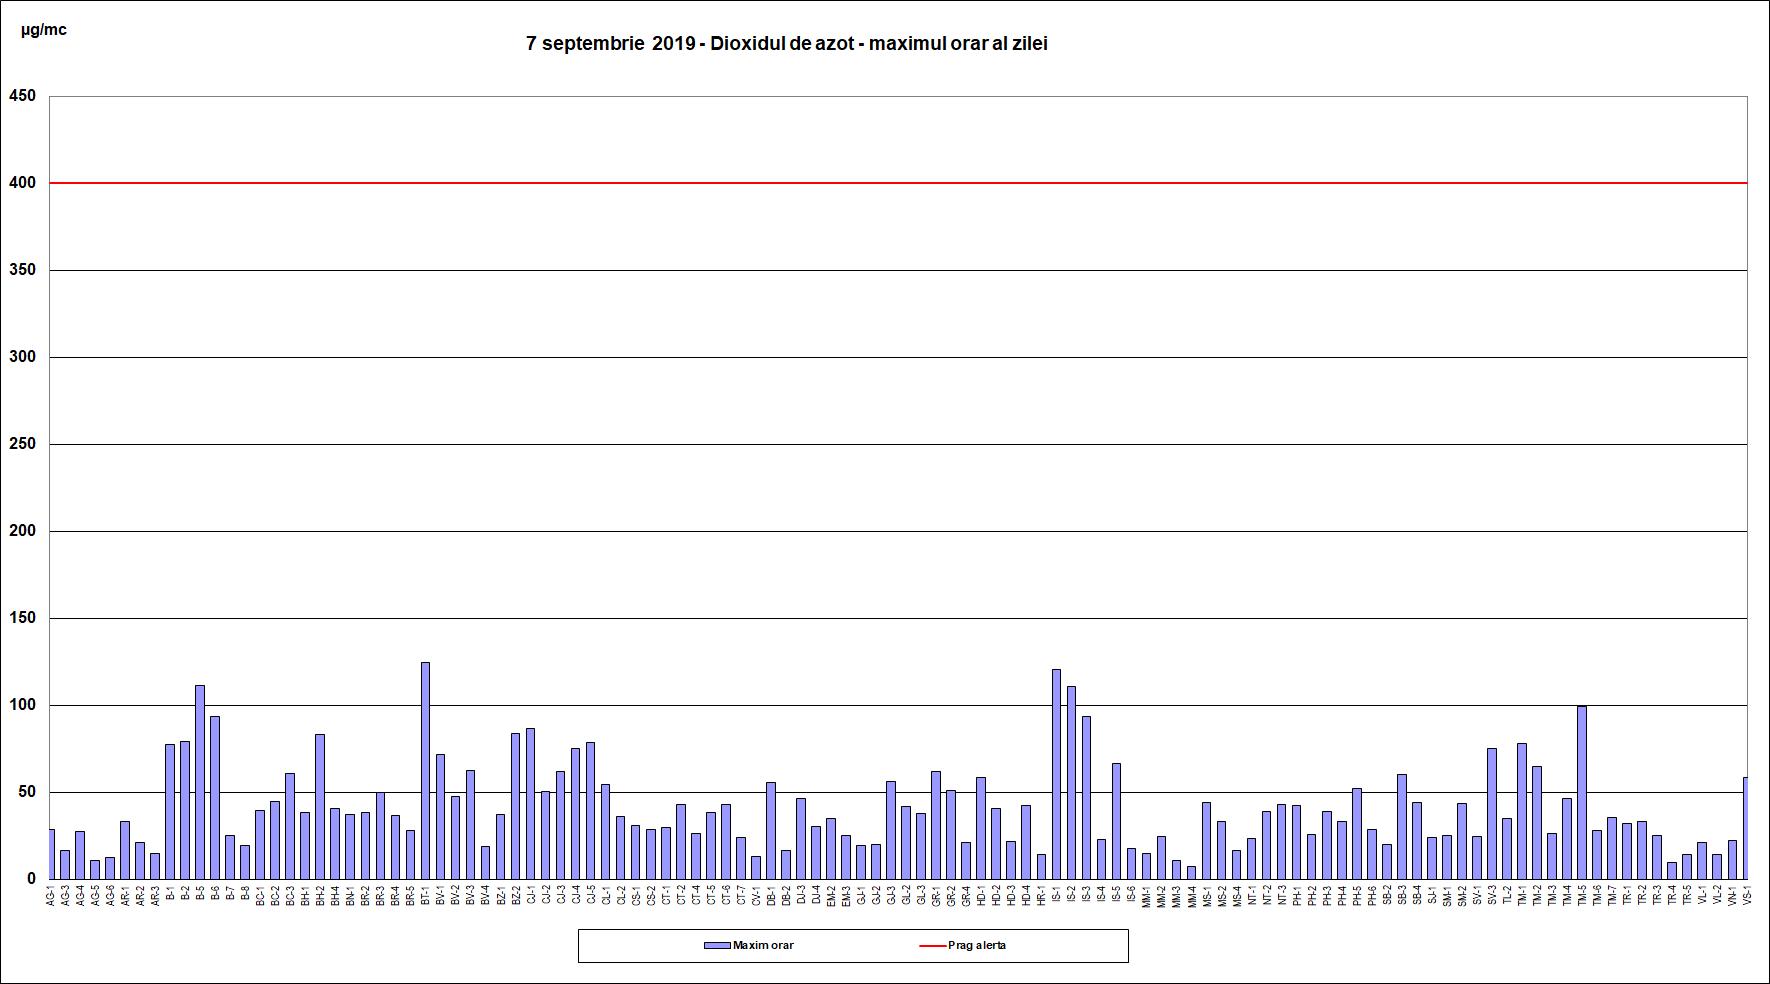 µg/mc
7 septembrie 2019 - Dioxidul de azot - maximul orar al zilei
450
400
350
300
250
200
150
100
50
0
AG-1 AG-3 AG-4 AG-5 AG-6 AR-1 AR-2 AR-3 B-1 B-2 B-5 B-6 B-7 B-8 BC-1 BC-2 BC-3 BH-1 BH-2 BH-4 BN-1 BR-2 BR-3 BR-4 BR-5 BT-1 BV-1 BV-2 BV-3 BV-4 BZ-1 BZ-2 CJ-1 CJ-2 CJ-3 CJ-4 CJ-5 CL-1 CL-2 CS-1 CS-2 CT-1 CT-2 CT-4 CT-5 CT-6 CT-7 CV-1 DB-1 DB-2 DJ-3 DJ-4 EM-2 EM-3 GJ-1 GJ-2 GJ-3 GL-2 GL-3 GR-1 GR-2 GR-4 HD-1 HD-2 HD-3 HD-4 HR-1 IS-1 IS-2 IS-3 IS-4 IS-5 IS-6 MM-1 MM-2 MM-3 MM-4 MS-1 MS-2 MS-4 NT-1 NT-2 NT-3 PH-1 PH-2 PH-3 PH-4 PH-5 PH-6 SB-2 SB-3 SB-4 SJ-1 SM-1 SM-2 SV-1 SV-3 TL-2 TM-1 TM-2 TM-3 TM-4 TM-5 TM-6 TM-7 TR-1 TR-2 TR-3 TR-4 TR-5 VL-1 VL-2 VN-1 VS-1
Maxim orar Prag alerta